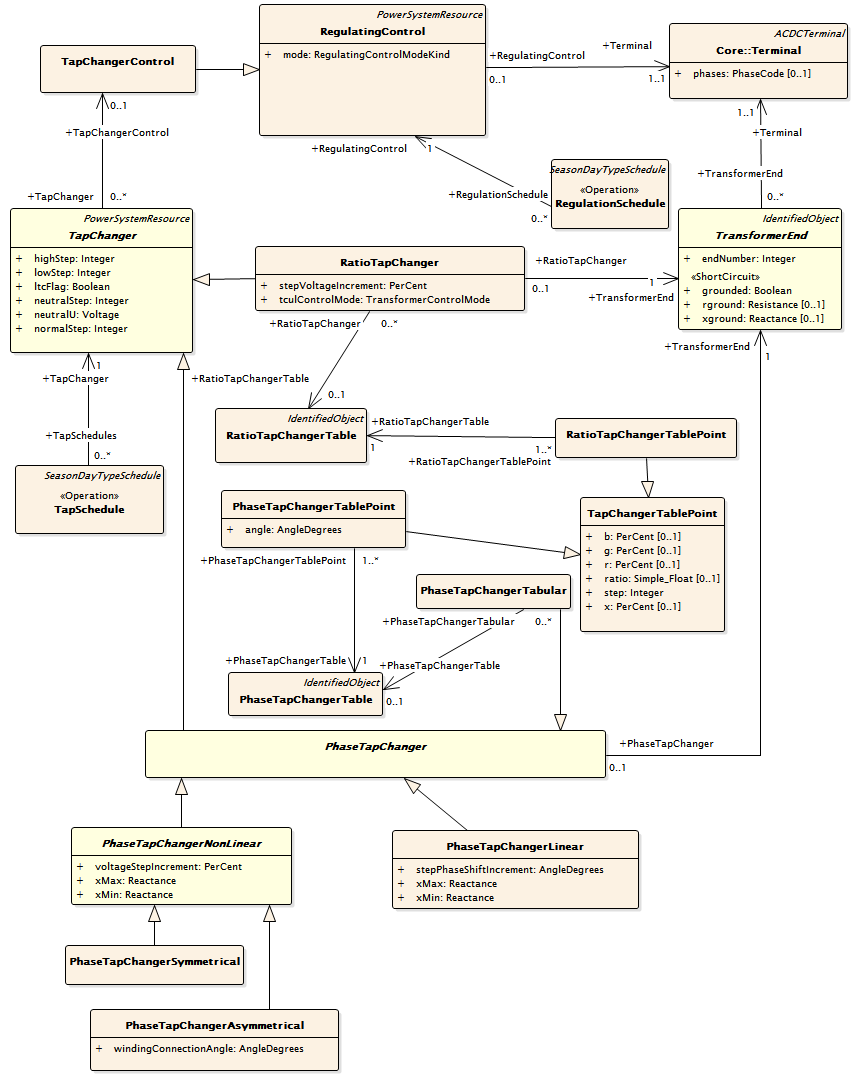 PowerSystemResource
RegulatingControl
+ mode: RegulatingControlModeKind
ACDCTerminal
Core::Terminal
+ phases: PhaseCode [0..1]
TapChangerControl
+RegulatingControl
+Terminal
0..1
1..1
0..1
+TapChangerControl
+TapChanger
0..*
+RegulatingControl
1
+RegulationSchedule
0..*
SeasonDayTypeSchedule
«Operation»
RegulationSchedule
1..1
+Terminal
+TransformerEnd
0..*
PowerSystemResource
TapChanger
+ highStep: Integer
+ lowStep: Integer
+ ltcFlag: Boolean
+ neutralStep: Integer
+ neutralU: Voltage
+ normalStep: Integer
RatioTapChanger
+ stepVoltageIncrement: PerCent
+ tculControlMode: TransformerControlMode
+RatioTapChanger
0..1
1
+TransformerEnd
IdentifiedObject
TransformerEnd
+ endNumber: Integer
«ShortCircuit»
+ grounded: Boolean
+ rground: Resistance [0..1]
+ xground: Reactance [0..1]
+RatioTapChanger
0..*
+RatioTapChangerTable
0..1
+TransformerEnd
1
1
+TapChanger
+TapSchedules
0..*
SeasonDayTypeSchedule
«Operation»
TapSchedule
IdentifiedObject
RatioTapChangerTable
+RatioTapChangerTable
1
1..*
+RatioTapChangerTablePoint
RatioTapChangerTablePoint
PhaseTapChangerTablePoint
+ angle: AngleDegrees
TapChangerTablePoint
+ b: PerCent [0..1]
+ g: PerCent [0..1]
+ r: PerCent [0..1]
+ ratio: Simple_Float [0..1]
+ step: Integer
+ x: PerCent [0..1]
+PhaseTapChangerTablePoint
1..*
PhaseTapChangerTabular
+PhaseTapChangerTabular
0..*
+PhaseTapChangerTable
1
+PhaseTapChangerTable
0..1
IdentifiedObject
PhaseTapChangerTable
PhaseTapChanger
+PhaseTapChanger
0..1
PhaseTapChangerNonLinear
+ voltageStepIncrement: PerCent
+ xMax: Reactance
+ xMin: Reactance
PhaseTapChangerLinear
+ stepPhaseShiftIncrement: AngleDegrees
+ xMax: Reactance
+ xMin: Reactance
PhaseTapChangerSymmetrical
PhaseTapChangerAsymmetrical
+ windingConnectionAngle: AngleDegrees